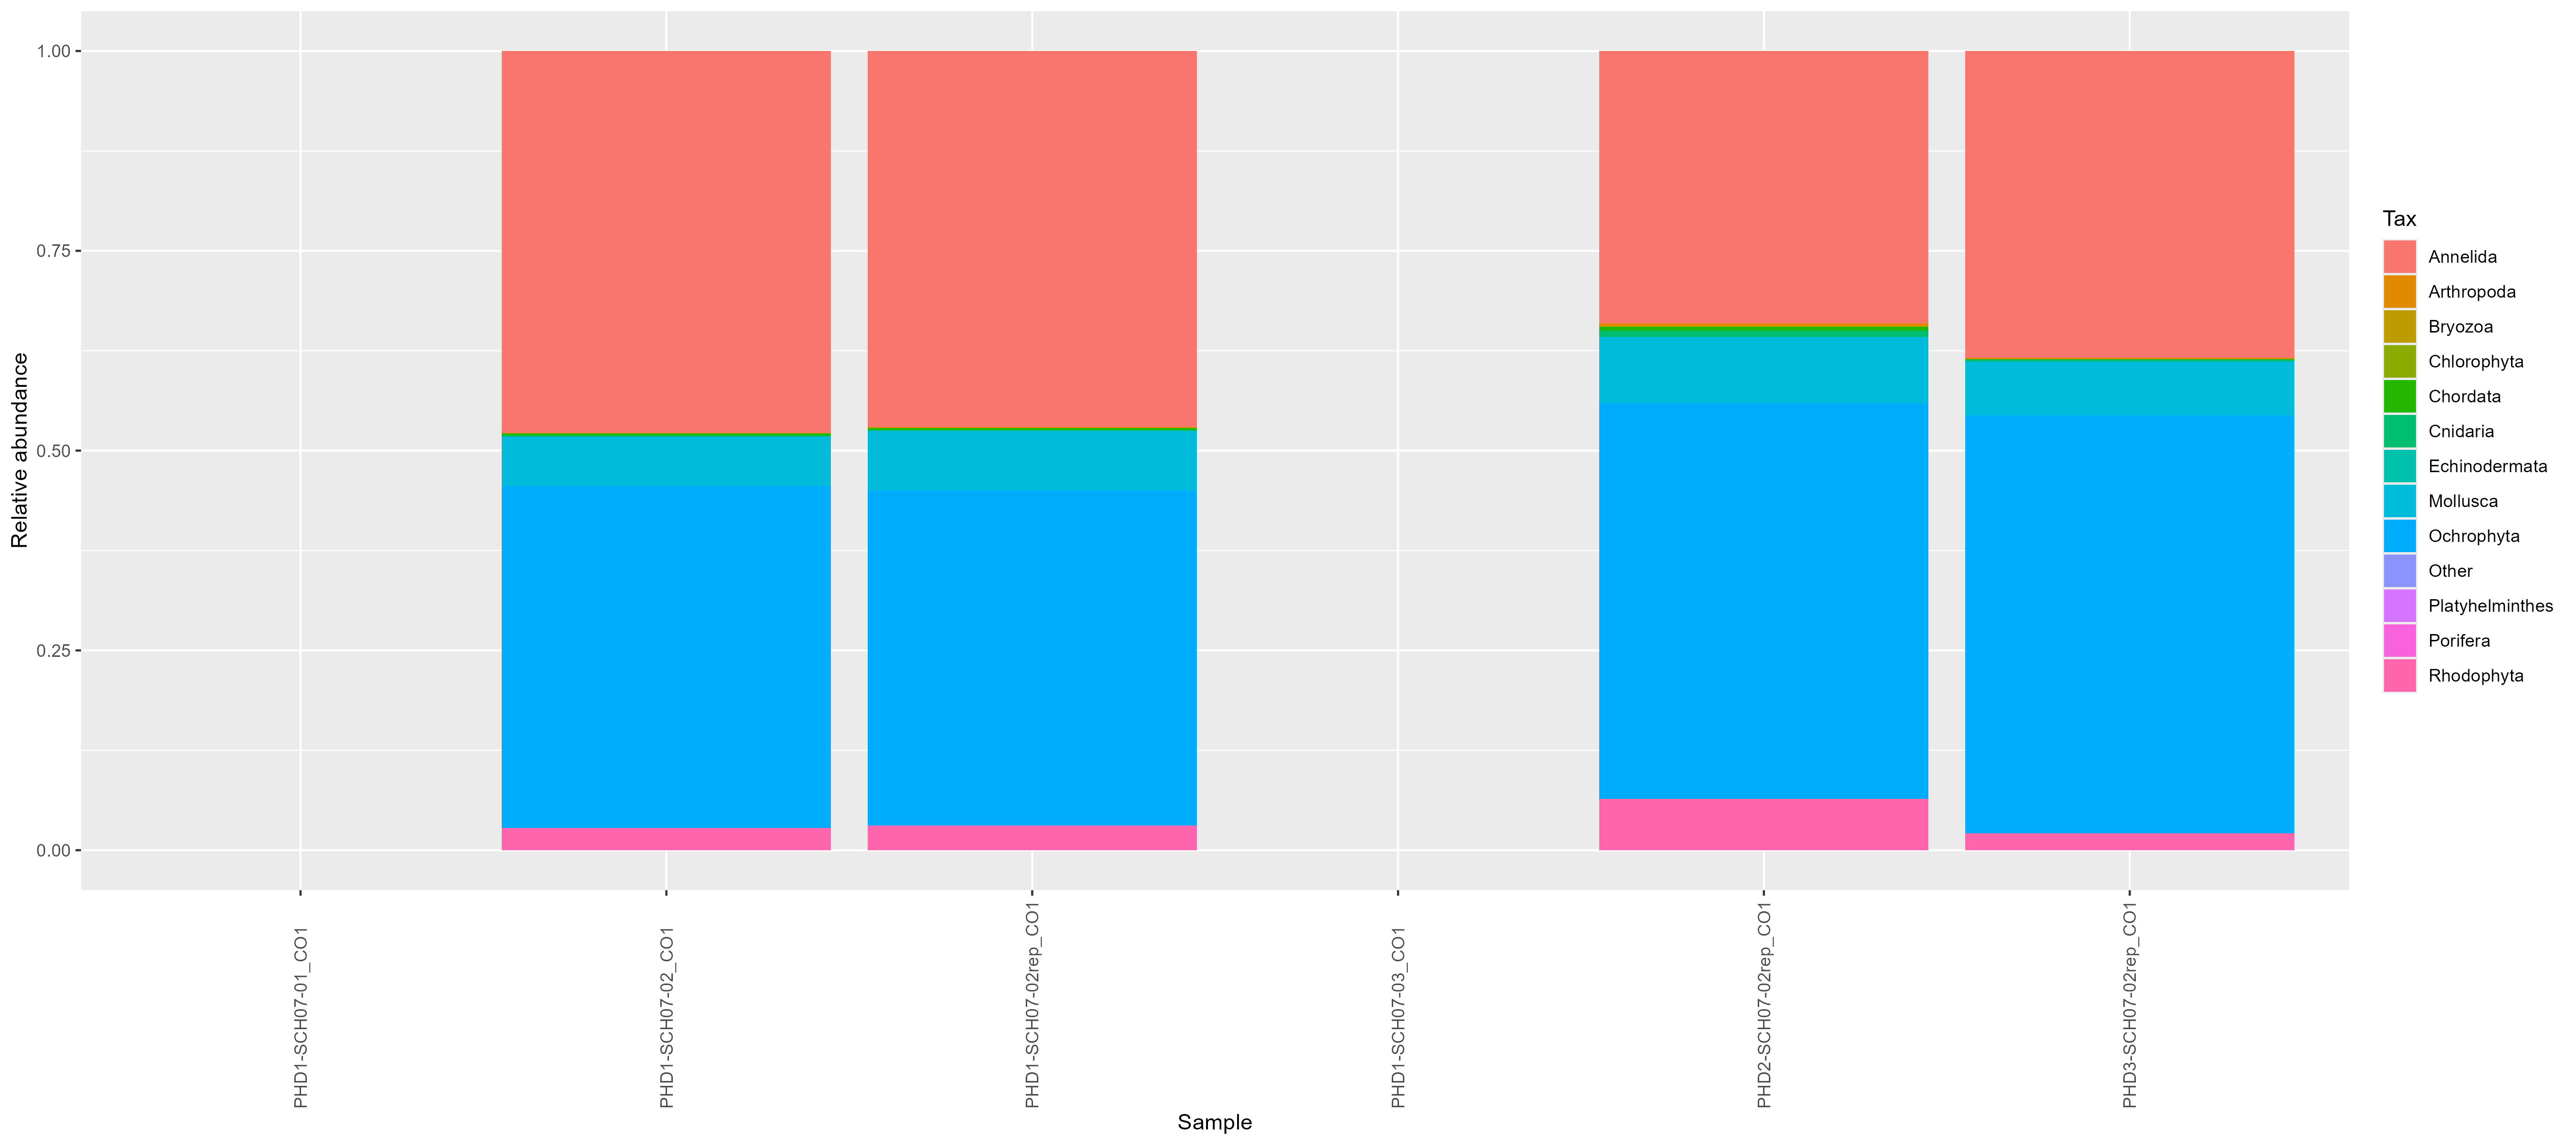 Relative abundance
1.00
0.75
0.50
0.25
0.00
PHD1-SCH07-01_CO1
PHD1-SCH07-02_CO1
PHD1-SCH07-02rep_CO1
PHD1-SCH07-03_CO1
PHD2-SCH07-02rep_CO1
PHD3-SCH07-02rep_CO1
Sample
Tax
Annelida
Arthropoda
Bryozoa
Chlorophyta
Chordata
Cnidaria
Echinodermata
Mollusca
Ochrophyta
Other
Platyhelminthes
Porifera
Rhodophyta